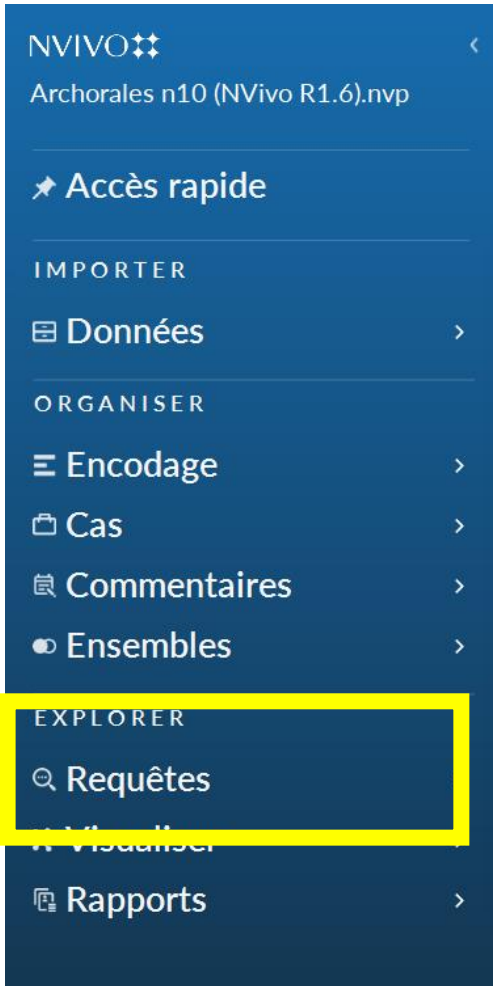 NVIVO
Archorales n10 (NVivo R1.6).nvp
Accès rapide
IMPORTER
Données
ORGANISER
Encodage
Cas
Commentaires
Ensembles
EXPLORER
Requêtes
Visualiser
Rapports